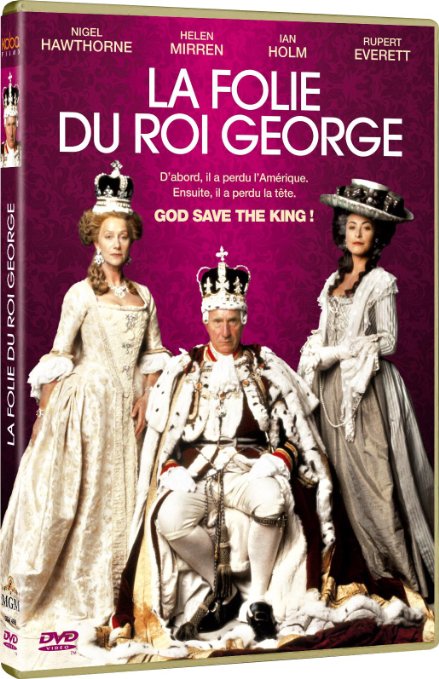 NIGEL
HAWTHORNE
HELEN
MIRREN
IAN
HOLM
RUPERT
EVERETT
LA FOLIE
DU ROI GEORGE
D'abord, il a perdu l'Amérique.
Ensuite, il a perdu la tête.
GOD SAVE THE KING !
LA FOLIE DU ROI GEORGE
MGM
DVD
DVD
VIDEO